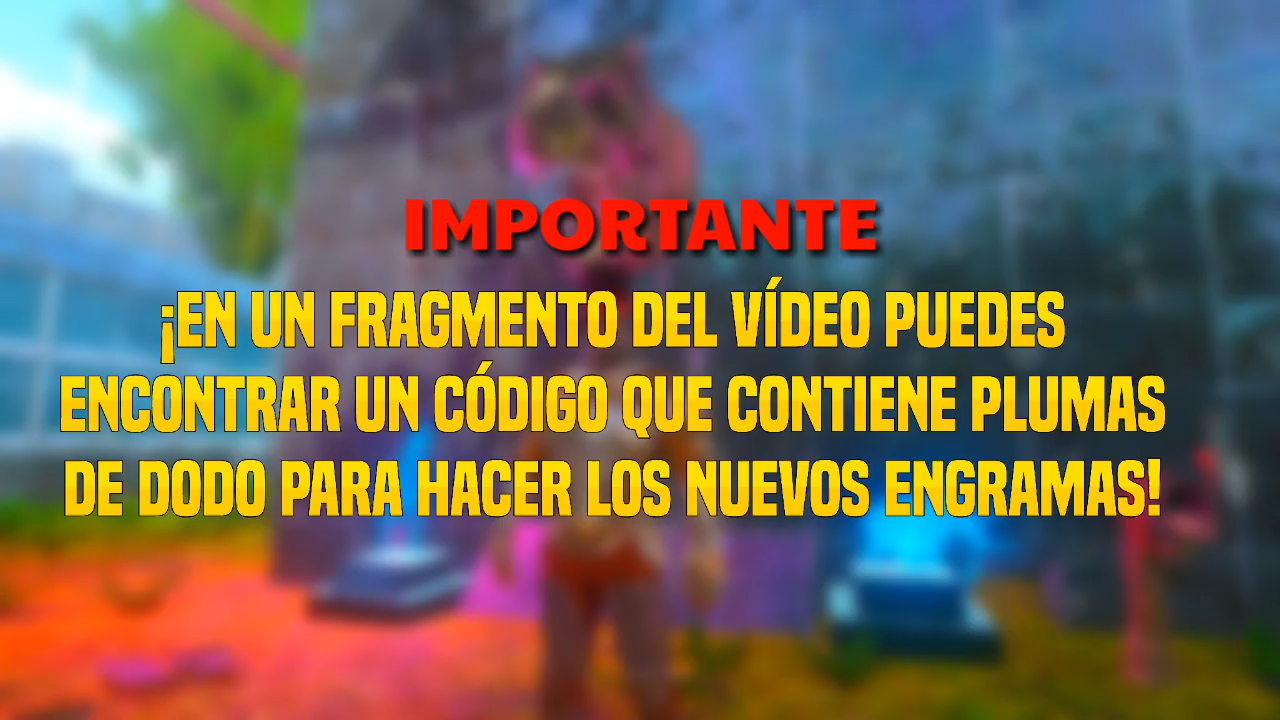 IMPORTANTE
¡EN UN FRAGMENTO DEL VÍDEO PUEDES
ENCONTRAR UN CÓDIGO QUE CONTIENE PLUMAS
DE DODO PARA HACER LOS NUEVOS ENGRAMAS!